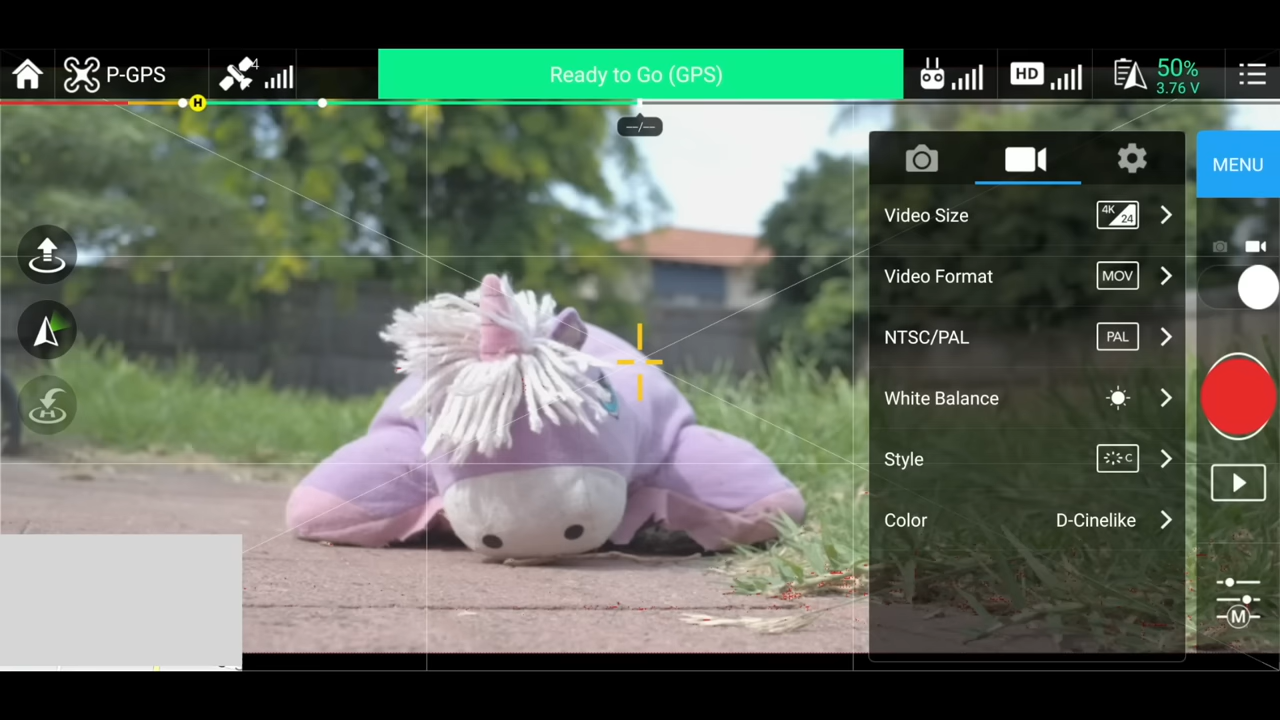 P-GPS
4
Ready to Go (GPS)
HD
50%
3.76 V
H
--/--
MENU
Video Size
4K 24
Video Format
MOV
NTSC/PAL
PAL
White Balance
Style
C
Color
D-Cinelike
H
M